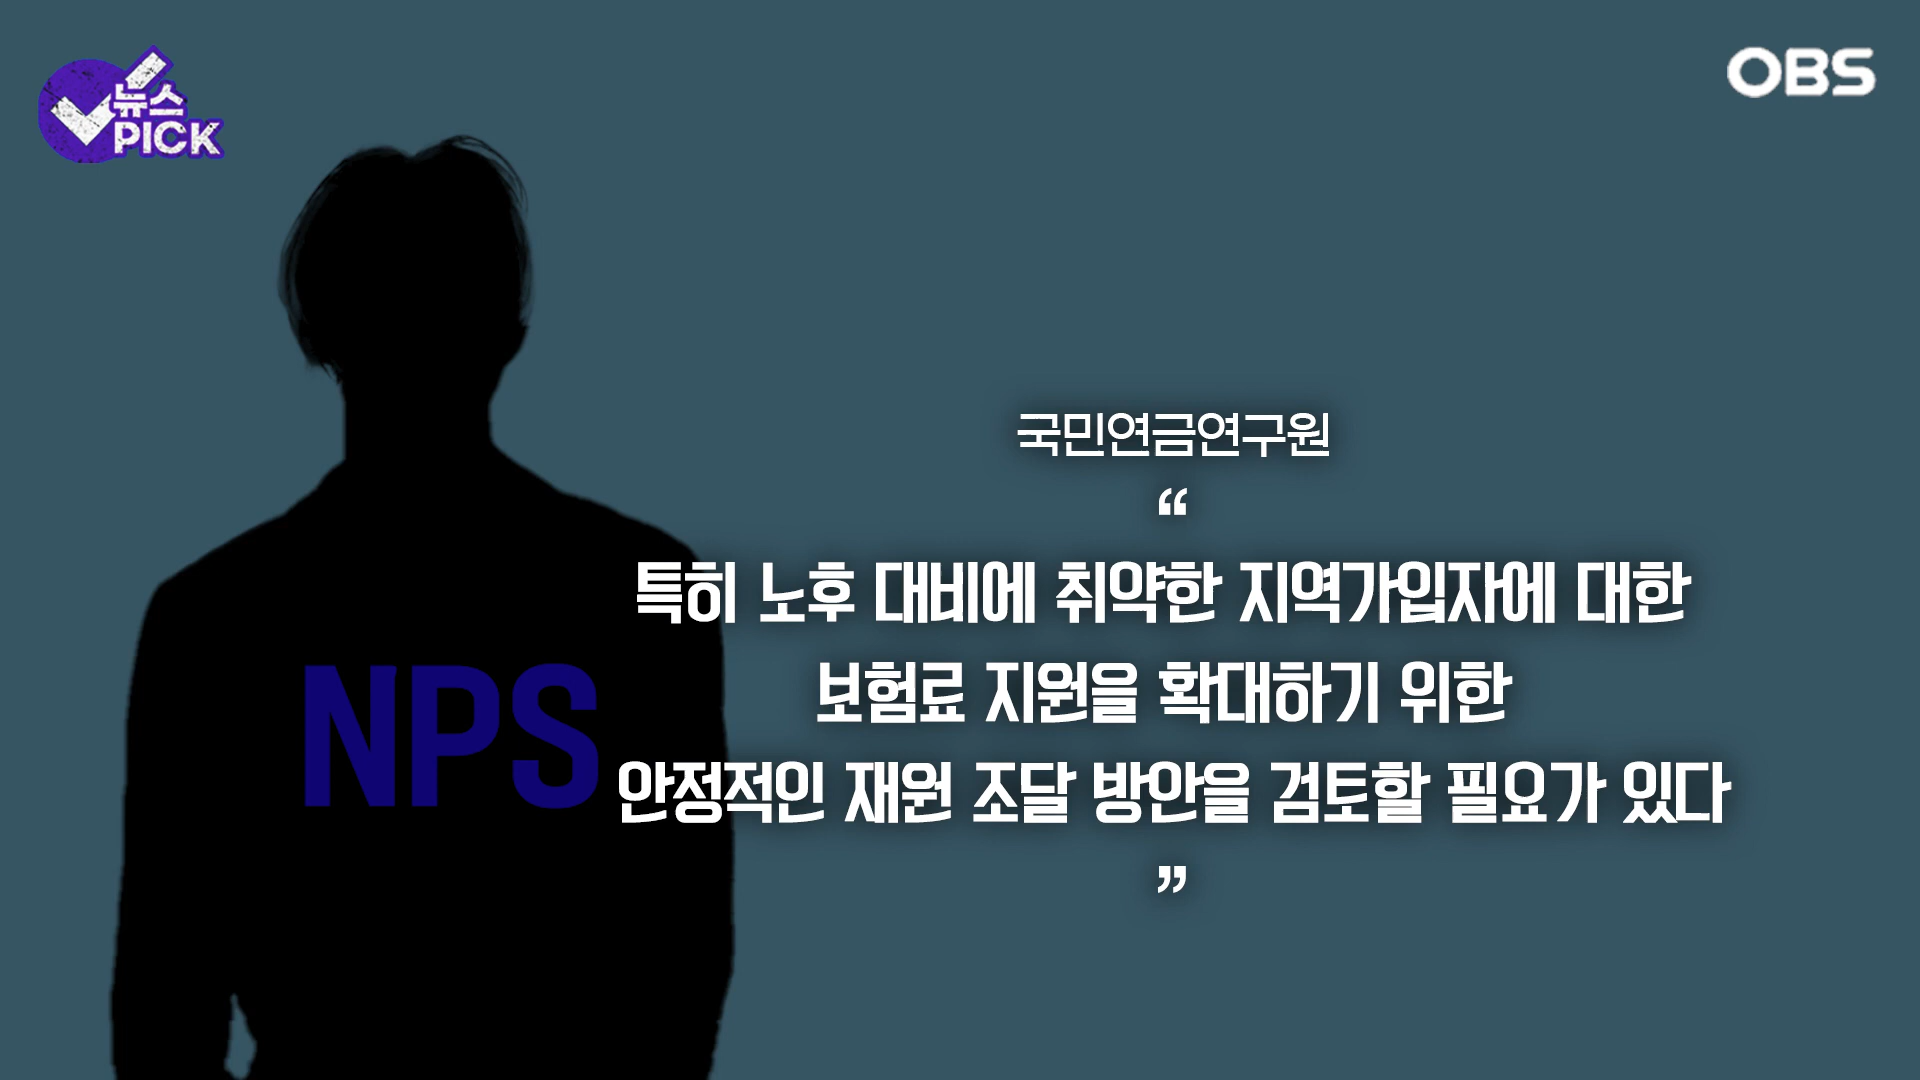 뉴스
PICK
OBS
국민연금연구원
“
특히 노후 대비에 취약한 지역가입자에 대한
보험료 지원을 확대하기 위한
안정적인 재원 조달 방안을 검토할 필요가 있다
”
NPS